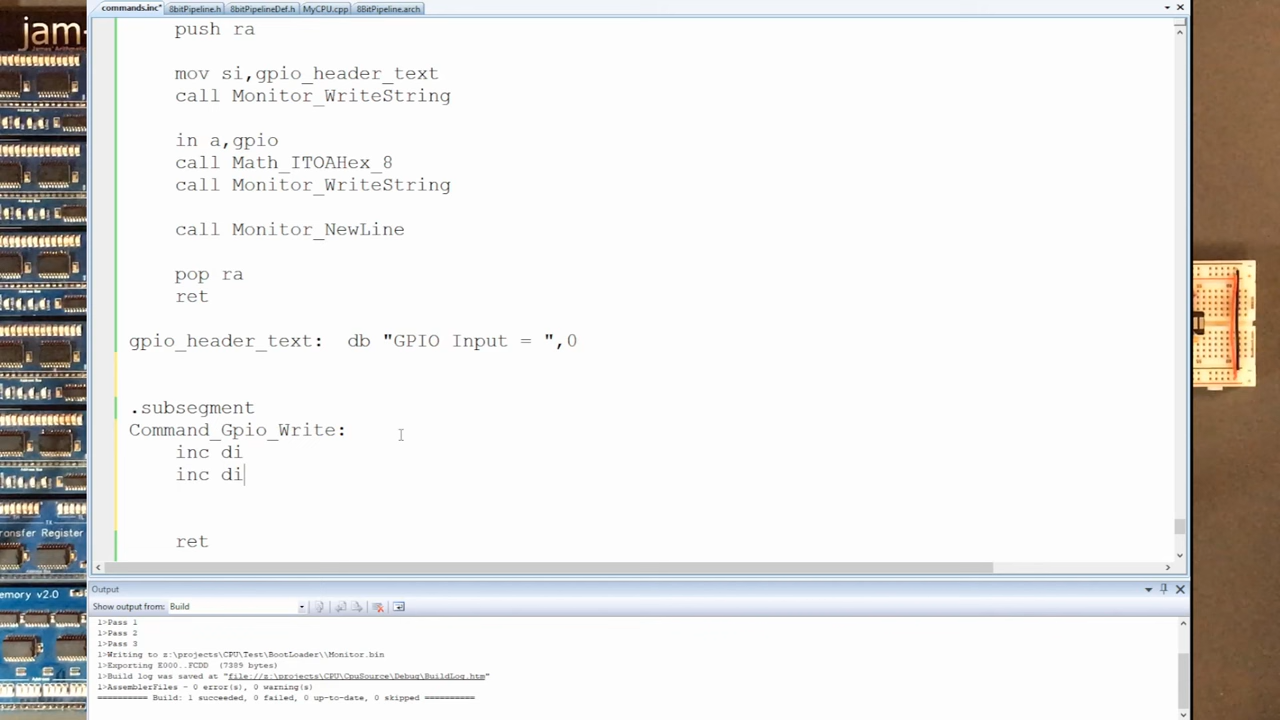 jam-
commands.inc* 8bitPipeline.h 8bitPipelineDef.h MyCPU.cpp 8BitPipeline.arch
push ra
mov si,gpio_header_text
call Monitor_WriteString
in a,gpio
call Math_ITOAHex_8
call Monitor_WriteString
call Monitor_NewLine
pop ra
ret
gpio_header_text: db "GPIO Input = ",0
.subsegment
Command_Gpio_Write:
inc di
inc di
ret
ransfer Register
emory v2.0
Output
Show output from: Build
1>Pass 1
1>Pass 2
1>Pass 3
1>Writing to z:\projects\CPU\Test\BootLoader\\Monitor.bin
1>Exporting E000..FCDD (7389 bytes)
1>Build log was saved at "file://z:\projects\CPU\CpuSource\Debug\BuildLog.htm"
1>AssemblerFiles - 0 error(s), 0 warning(s)
========== Build: 1 succeeded, 0 failed, 0 up-to-date, 0 skipped ==========